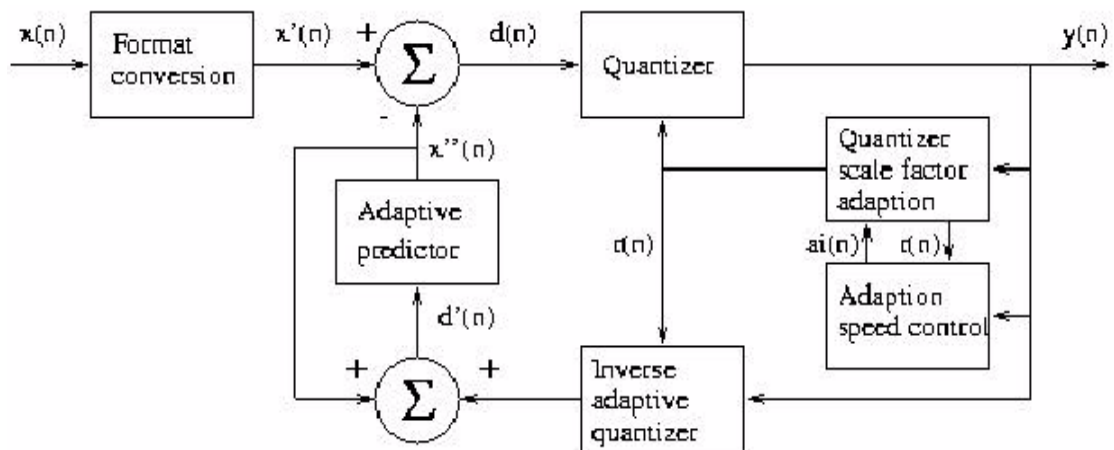 x(n)
Format
conversion
x'(n)
+
Σ
-
d(n)
Quantizer
y(n)
x''(n)
Adaptive
predictor
Quantizer
scale factor
adaption
r(n)
ai(n)
r(n)
Adaption
speed control
d'(n)
+
Σ
+
Inverse
adaptive
quantizer